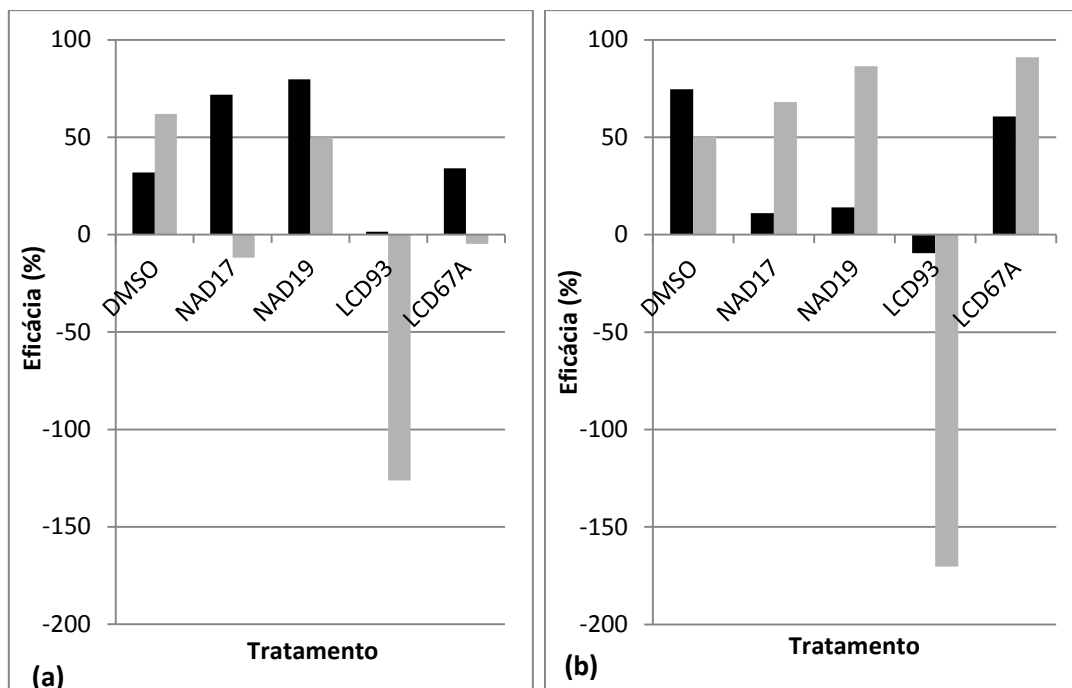 100
50
0
-50
-100
-150
-200
Eficácia (%)
DMSO
NAD17
NAD19
LCD93
LCD67A
Tratamento
(a)
100
50
0
-50
-100
-150
-200
Eficácia (%)
DMSO
NAD17
NAD19
LCD93
LCD67A
Tratamento
(b)